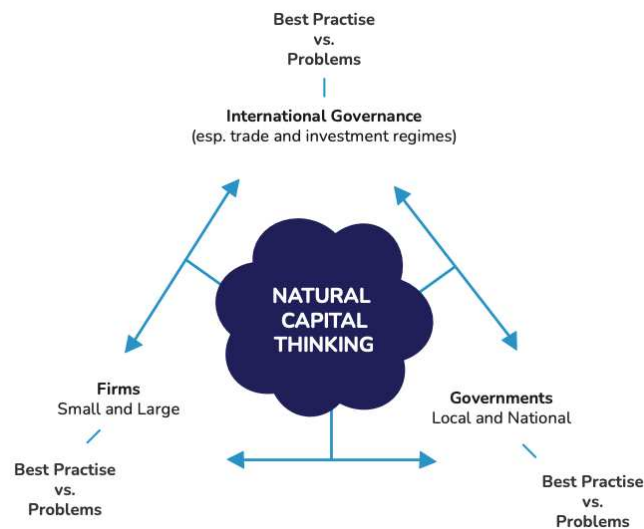 Best Practise
vs.
Problems
International Governance
(esp. trade and investment regimes)
NATURAL
CAPITAL
THINKING
Firms
Small and Large
Governments
Local and National
Best Practise
vs.
Problems
Best Practise
vs.
Problems